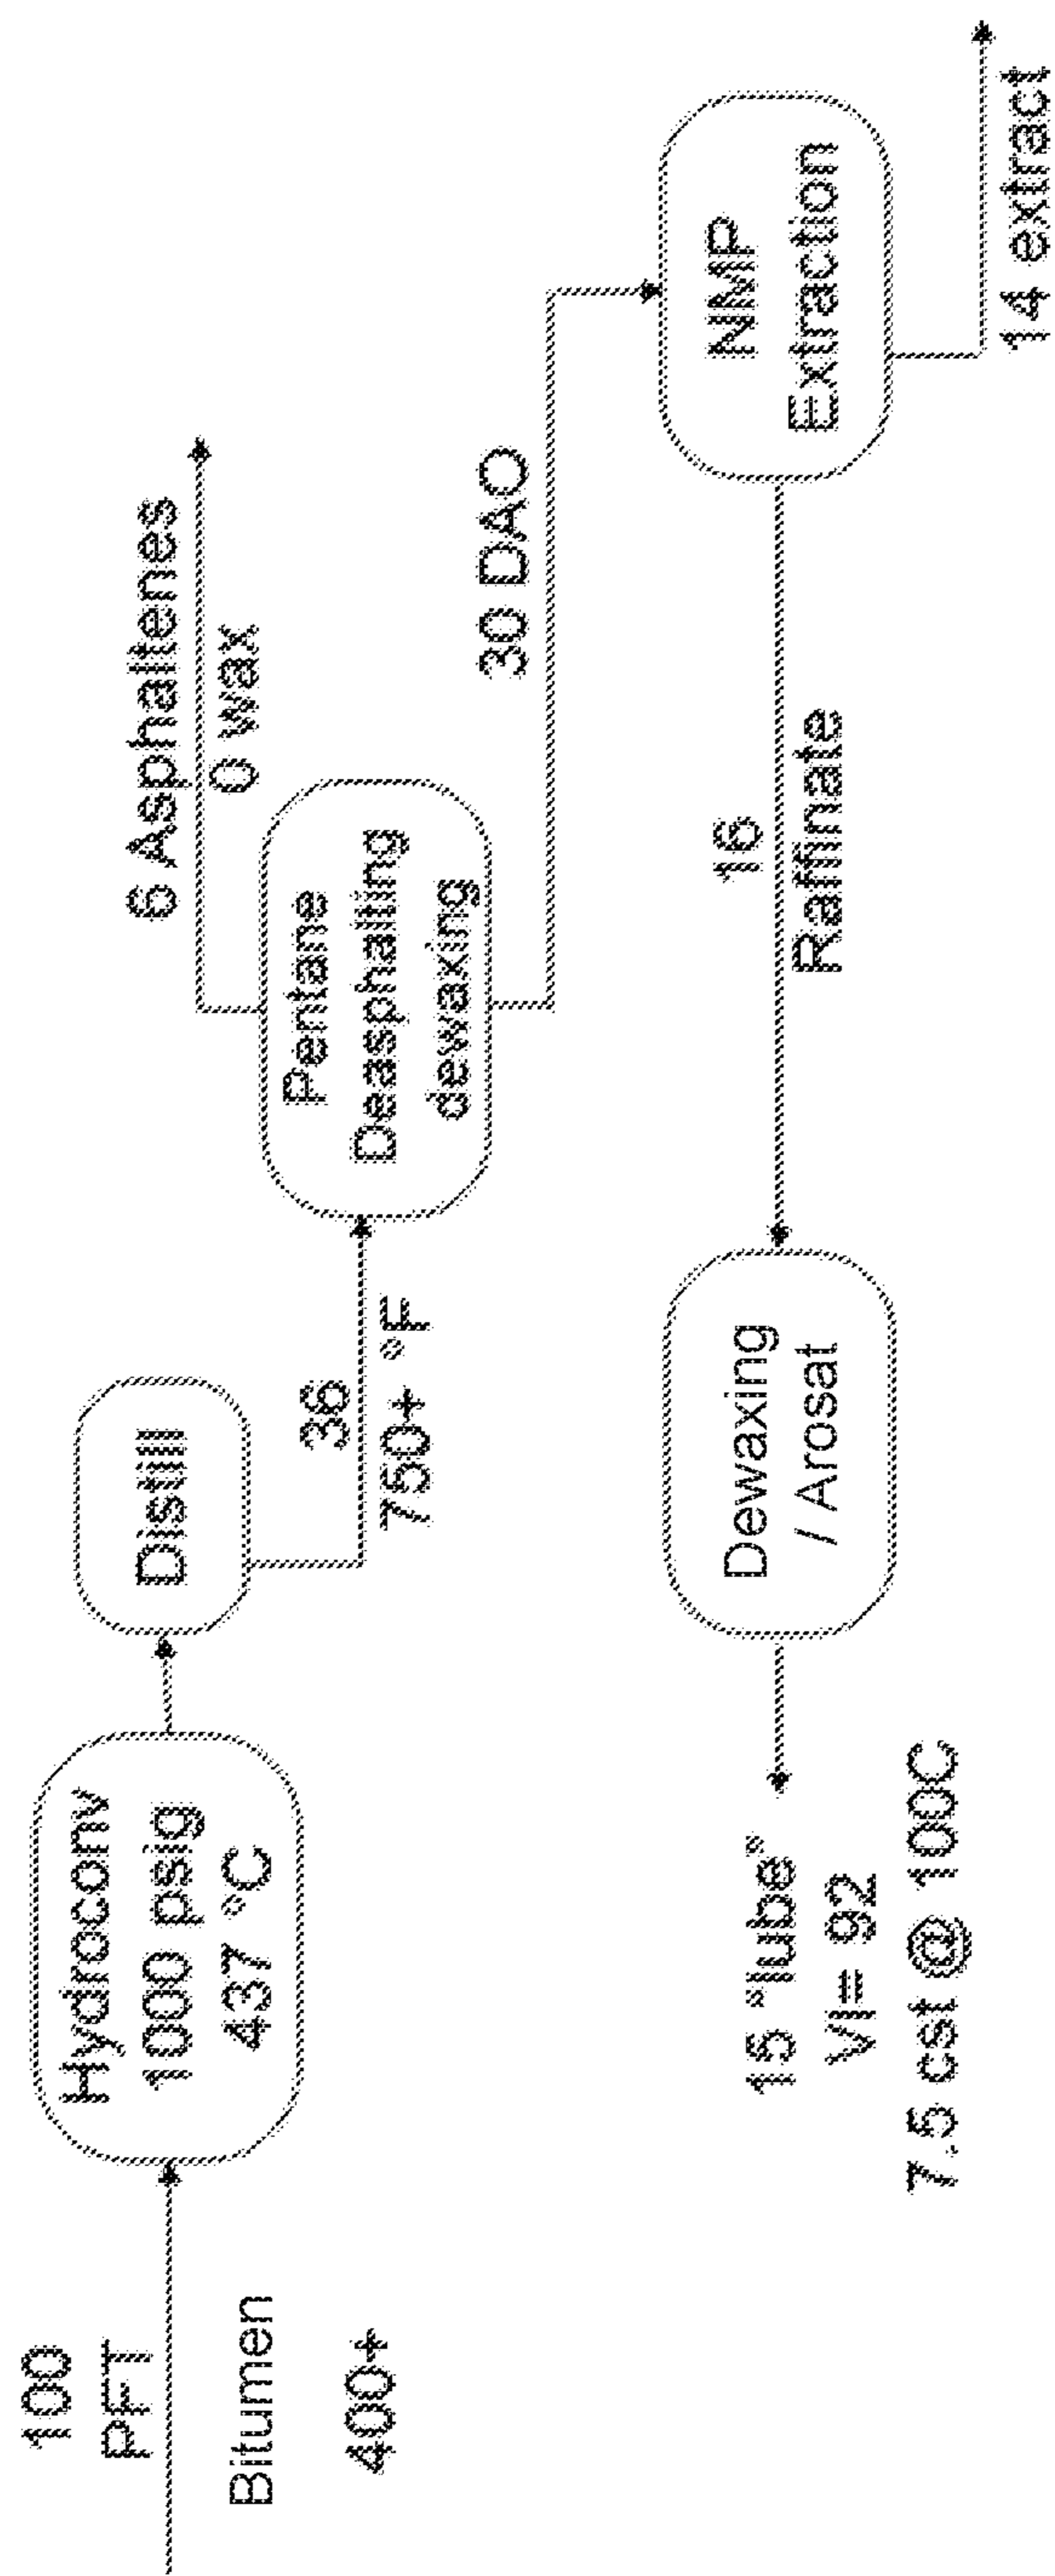 100
PFT
Bitumen
400+
Hydroconv
1000 psig
437 °C
Distill
36
750+ °F
Pentane
Deasphalting
dewaxing
6 Asphaltenes
0 wax
30 DAO
NMP
Extraction
14 extract
16
Raffinate
Dewaxing
/ Arosat
15 "lube"
VI= 92
7.5 cst @ 100C